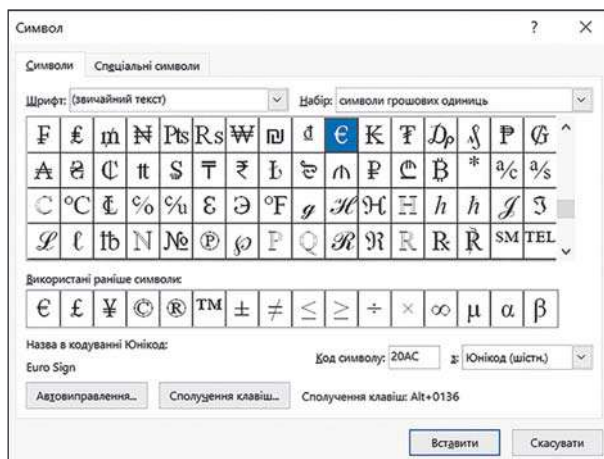 Символ ? ×
Символи Спеціальні символи
Шрифт: (звичайний текст) Набір: символи грошових одиниць
₣ ₤ ₥ ₦ ₧ ₨ ₩ ₪ ₫ € ₭ ₮ ₯ ₰ ₱ ₲
₳ ₴ ₵ ₶ ₷ ₸ ₹ ₺ ₻ ₼ ₽ ₾ ₿ * ℀ ℁
ℂ ℃ ℄ ℅ ℆ ℇ ℈ ℉ ℊ ℋ ℌ ℍ ℎ ℎ ℐ ℑ
ℒ ℓ ℔ ℕ № ℗ ℘ ℙ ℚ ℛ ℜ ℝ ℞ ℟ ℠ ℡
Використані раніше символи:
€ £ ¥ © ® ™ ± ≠ ≤ ≥ ÷ × ∞ µ α β
Назва в кодуванні Юнікод:
Euro Sign
Код символу: 20AC з: Юнікод (шістн.)
Автовиправлення... Сполучення клавіш... Сполучення клавіш: Alt+0136
Вставити Скасувати